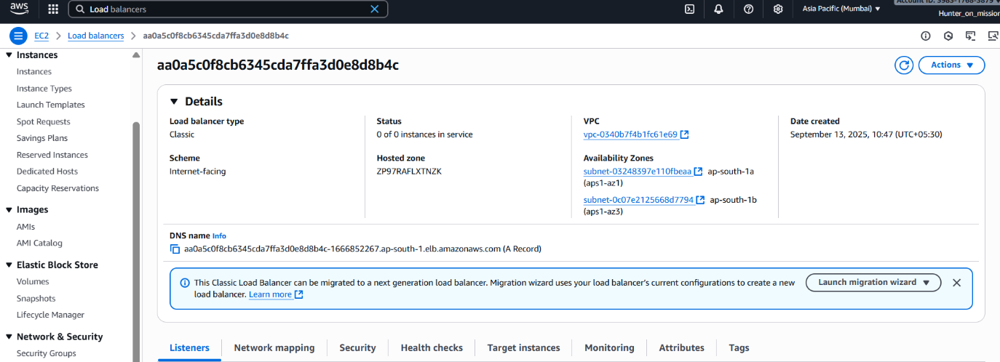 aws
Load balancers
Asia Pacific (Mumbai)
Hunter_on_mission
EC2
Load balancers
aa0a5c0f8cb6345cda7ffa3d0e8d8b4c
Instances
Instances
Instance Types
Launch Templates
Spot Requests
Savings Plans
Reserved Instances
Dedicated Hosts
Capacity Reservations
Images
AMIs
AMI Catalog
Elastic Block Store
Volumes
Snapshots
Lifecycle Manager
Network & Security
Security Groups
aa0a5c0f8cb6345cda7ffa3d0e8d8b4c
Actions
Details
Load balancer type
Classic
Scheme
Internet-facing
Status
0 of 0 instances in service
Hosted zone
ZP97RAFLXTNZK
VPC
vpc-0340b7f4b1fc61e69
Availability Zones
subnet-03248397e110fbeaa ap-south-1a
(aps1-az1)
subnet-0c07e2125668d7794 ap-south-1b
(aps1-az3)
Date created
September 13, 2025, 10:47 (UTC+05:30)
DNS name Info
aa0a5c0f8cb6345cda7ffa3d0e8d8b4c-1666852267.ap-south-1.elb.amazonaws.com (A Record)
This Classic Load Balancer can be migrated to a next generation load balancer. Migration wizard uses your load balancer's current configurations to create a new
load balancer. Learn more
Launch migration wizard
Listeners
Network mapping
Security
Health checks
Target instances
Monitoring
Attributes
Tags